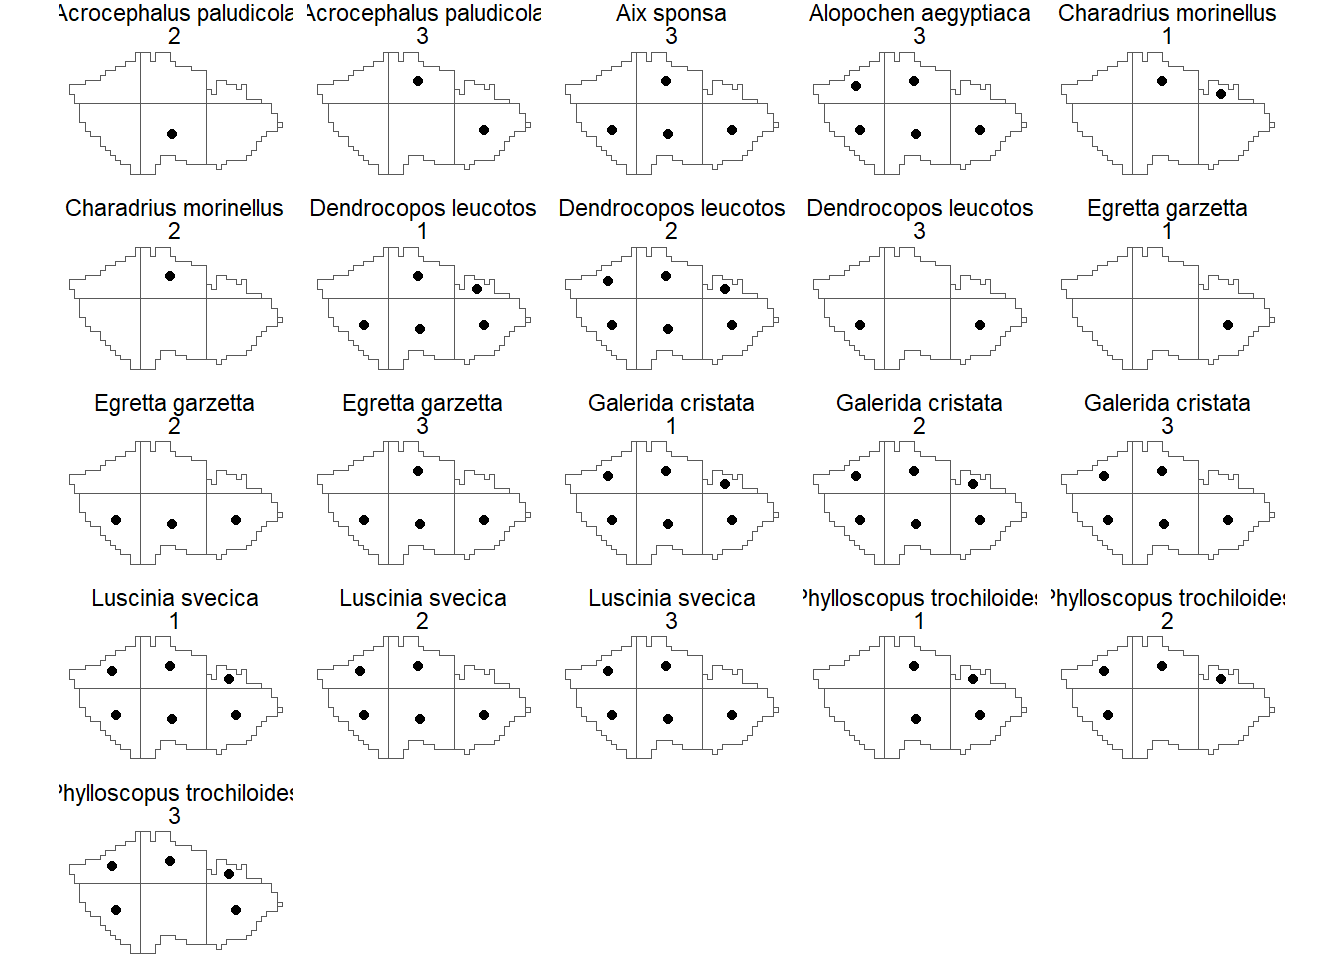 Acrocephalus paludicola
2
Acrocephalus paludicola
3
Aix sponsa
3
Alopochen aegyptiaca
3
Charadrius morinellus
1
Charadrius morinellus
2
Dendrocopos leucotos
1
Dendrocopos leucotos
2
Dendrocopos leucotos
3
Egretta garzetta
1
Egretta garzetta
2
Egretta garzetta
3
Galerida cristata
1
Galerida cristata
2
Galerida cristata
3
Luscinia svecica
1
Luscinia svecica
2
Luscinia svecica
3
Phylloscopus trochiloides
1
Phylloscopus trochiloides
2
Phylloscopus trochiloides
3